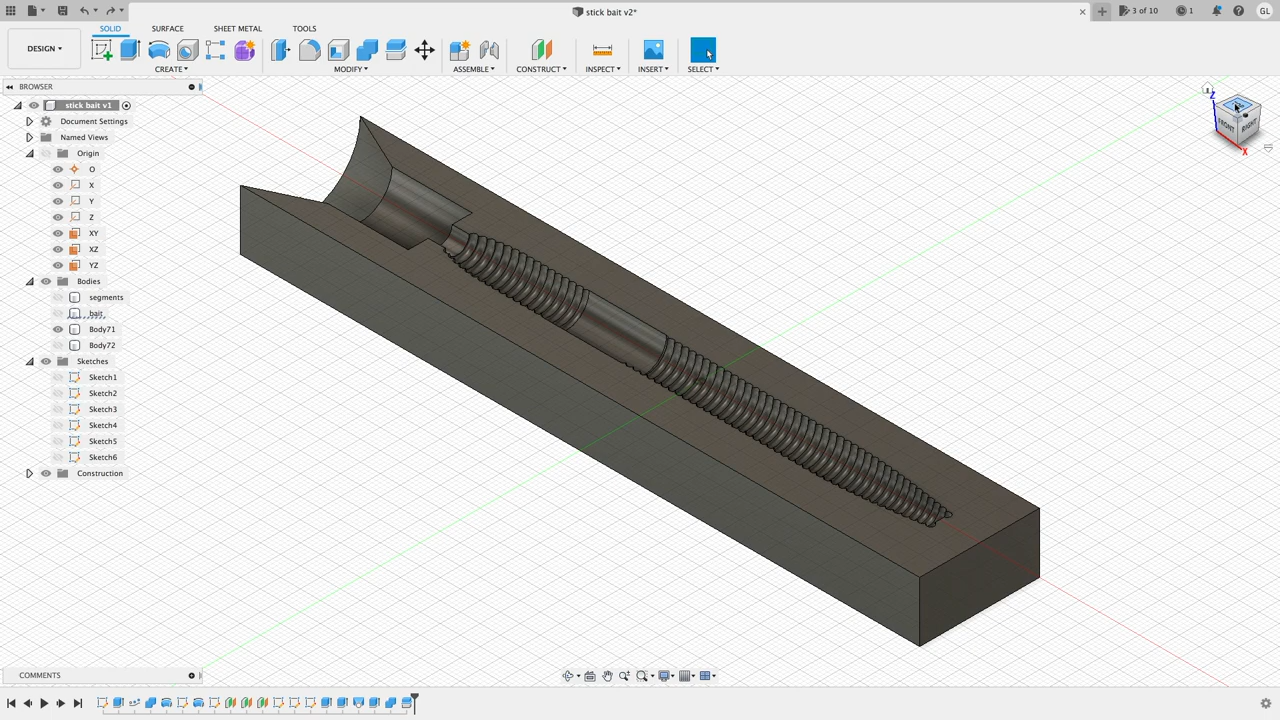 stick bait v2*
3 of 10
1
GL
DESIGN
SOLID
SURFACE
SHEET METAL
TOOLS
CREATE
MODIFY
ASSEMBLE
CONSTRUCT
INSPECT
INSERT
SELECT
BROWSER
stick bait v1
Document Settings
Named Views
Origin
O
X
Y
Z
XY
XZ
YZ
Bodies
segments
bait
Body71
Body72
Sketches
Sketch1
Sketch2
Sketch3
Sketch4
Sketch5
Sketch6
Construction
Z
FRONT
RIGHT
X
COMMENTS